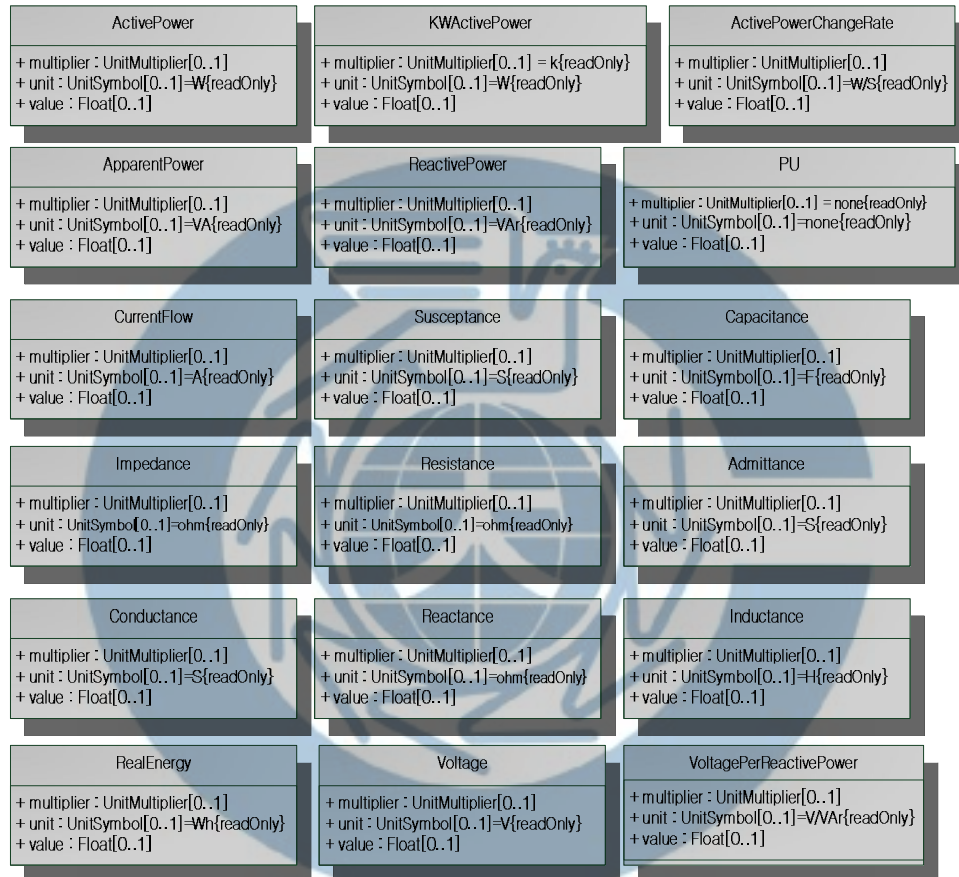 ActivePower
+ multiplier : UnitMultiplier[0..1]
+ unit : UnitSymbol[0..1]=W{readOnly}
+ value : Float[0..1]
KWActivePower
+ multiplier : UnitMultiplier[0..1] = k{readOnly}
+ unit : UnitSymbol[0..1]=W{readOnly}
+ value : Float[0..1]
ActivePowerChangeRate
+ multiplier : UnitMultiplier[0..1]
+ unit : UnitSymbol[0..1]=W/S{readOnly}
+ value : Float[0..1]
ApparentPower
+ multiplier : UnitMultiplier[0..1]
+ unit : UnitSymbol[0..1]=VA{readOnly}
+ value : Float[0..1]
ReactivePower
+ multiplier : UnitMultiplier[0..1]
+ unit : UnitSymbol[0..1]=VAr{readOnly}
+ value : Float[0..1]
PU
+ multiplier : UnitMultiplier[0..1] = none{readOnly}
+ unit : UnitSymbol[0..1]=none{readOnly}
+ value : Float[0..1]
CurrentFlow
+ multiplier : UnitMultiplier[0..1]
+ unit : UnitSymbol[0..1]=A{readOnly}
+ value : Float[0..1]
Susceptance
+ multiplier : UnitMultiplier[0..1]
+ unit : UnitSymbol[0..1]=S{readOnly}
+ value : Float[0..1]
Capacitance
+ multiplier : UnitMultiplier[0..1]
+ unit : UnitSymbol[0..1]=F{readOnly}
+ value : Float[0..1]
Impedance
+ multiplier : UnitMultiplier[0..1]
+ unit : UnitSymbol[0..1]=ohm{readOnly}
+ value : Float[0..1]
Resistance
+ multiplier : UnitMultiplier[0..1]
+ unit : UnitSymbol[0..1]=ohm{readOnly}
+ value : Float[0..1]
Admittance
+ multiplier : UnitMultiplier[0..1]
+ unit : UnitSymbol[0..1]=S{readOnly}
+ value : Float[0..1]
Conductance
+ multiplier : UnitMultiplier[0..1]
+ unit : UnitSymbol[0..1]=S{readOnly}
+ value : Float[0..1]
Reactance
+ multiplier : UnitMultiplier[0..1]
+ unit : UnitSymbol[0..1]=ohm{readOnly}
+ value : Float[0..1]
Inductance
+ multiplier : UnitMultiplier[0..1]
+ unit : UnitSymbol[0..1]=H{readOnly}
+ value : Float[0..1]
RealEnergy
+ multiplier : UnitMultiplier[0..1]
+ unit : UnitSymbol[0..1]=Wh{readOnly}
+ value : Float[0..1]
Voltage
+ multiplier : UnitMultiplier[0..1]
+ unit : UnitSymbol[0..1]=V{readOnly}
+ value : Float[0..1]
VoltagePerReactivePower
+ multiplier : UnitMultiplier[0..1]
+ unit : UnitSymbol[0..1]=V/VAr{readOnly}
+ value : Float[0..1]